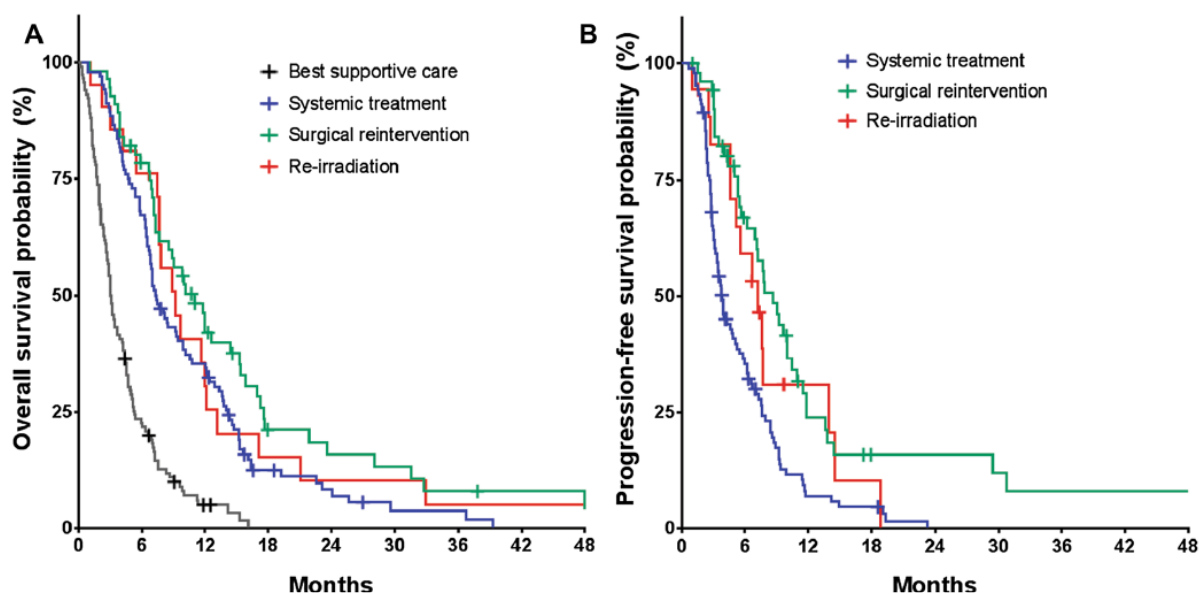 A
Overall survival probability (%)
100
75
50
25
0
Best supportive care
Systemic treatment
Surgical reintervention
Re-irradiation
0 6 12 18 24 30 36 42 48
Months
B
Progression-free survival probability (%)
100
75
50
25
0
Systemic treatment
Surgical reintervention
Re-irradiation
0 6 12 18 24 30 36 42 48
Months